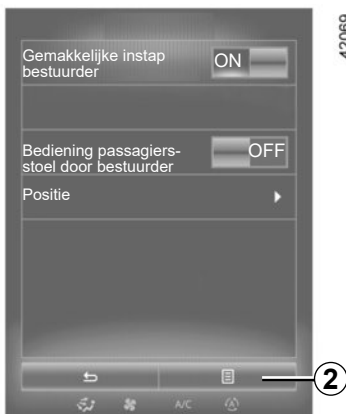 42069
Gemakkelijke instap
bestuurder
ON
Bediening passagiers-
stoel door bestuurder
OFF
Positie
2
A/C